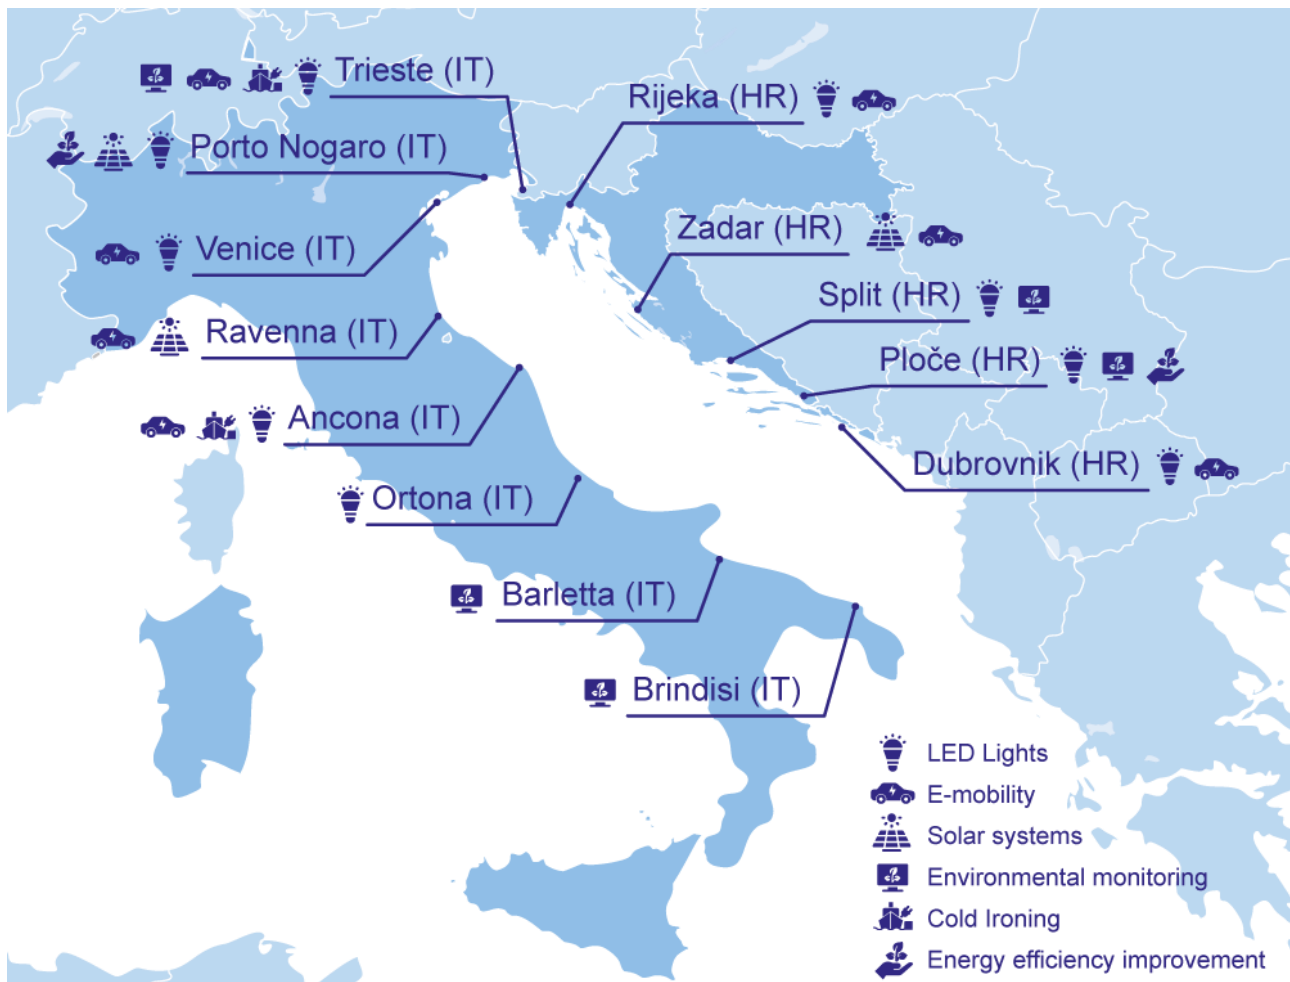 Trieste (IT)
Rijeka (HR)
Porto Nogaro (IT)
Zadar (HR)
Venice (IT)
Split (HR)
Ravenna (IT)
Ploče (HR)
Ancona (IT)
Dubrovnik (HR)
Ortona (IT)
Barletta (IT)
Brindisi (IT)
LED Lights
E-mobility
Solar systems
Environmental monitoring
Cold Ironing
Energy efficiency improvement